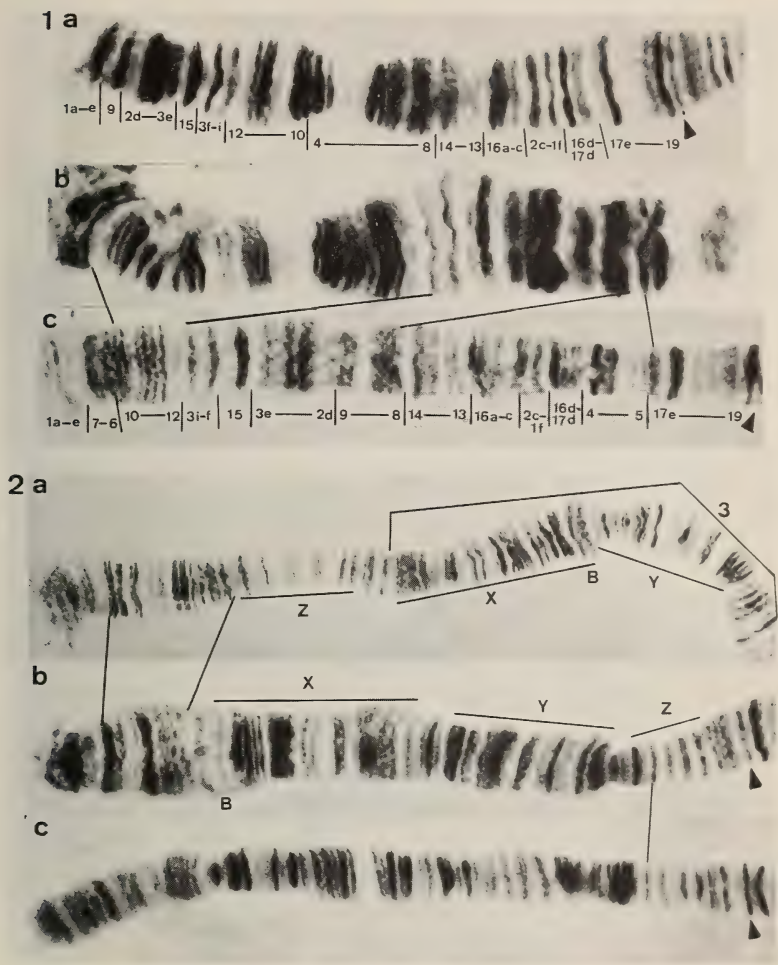 1 a
1a–e | 9 | 2d — 3e | 15 | 3f-i | 12 — 10 | 4 — 8 | 14 – 13 | 16a-c | 2c-1f | 16d-17d | 17e — 19
b
c
1a–e | 7-6 | 10 — 12 | 3i-f | 15 | 3e — 2d | 9 — 8 | 14 — 13 | 16a-c | 2c-1f | 16d-17d | 4 — 5 | 17e — 19
2 a
3
Z X B Y
b
X
Y
Z
B
c